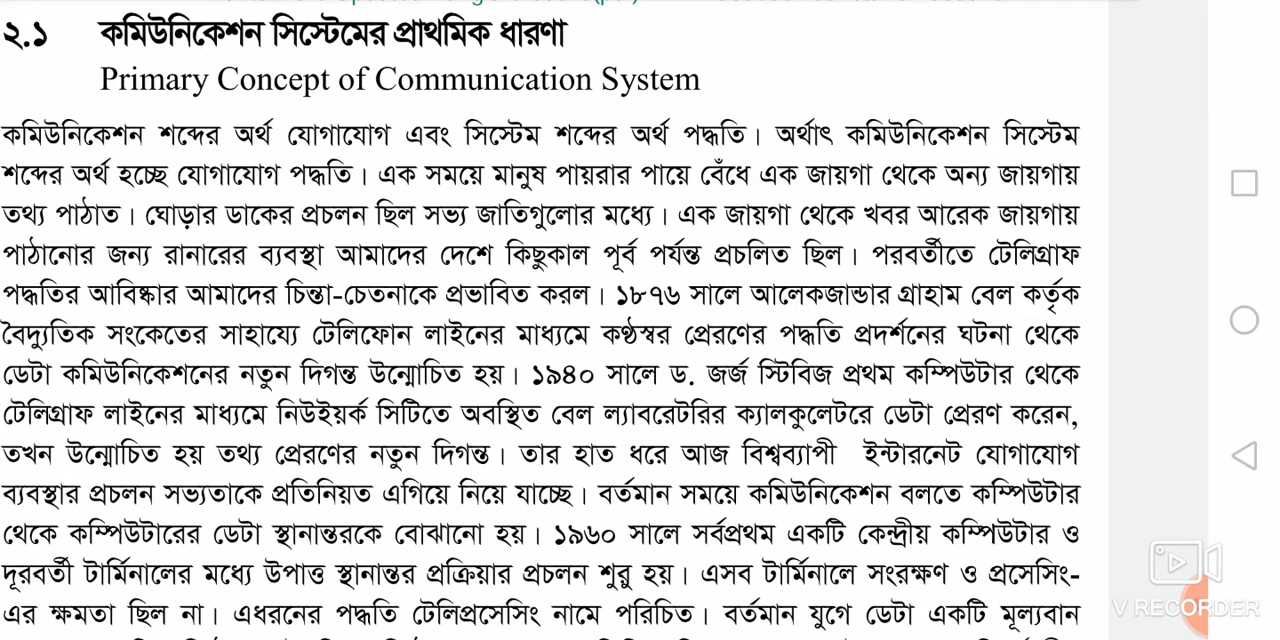 ২.১ কমিউনিকেশন সিস্টেমের প্রাথমিক ধারণা
Primary Concept of Communication System
কমিউনিকেশন শব্দের অর্থ যোগাযোগ এবং সিস্টেম শব্দের অর্থ পদ্ধতি। অর্থাৎ কমিউনিকেশন সিস্টেম
শব্দের অর্থ হচ্ছে যোগাযোগ পদ্ধতি। এক সময়ে মানুষ পায়রার পায়ে বেঁধে এক জায়গা থেকে অন্য জায়গায়
তথ্য পাঠাত। ঘোড়ার ডাকের প্রচলন ছিল সভ্য জাতিগুলোর মধ্যে। এক জায়গা থেকে খবর আরেক জায়গায়
পাঠানোর জন্য রানারের ব্যবস্থা আমাদের দেশে কিছুকাল পূর্ব পর্যন্ত প্রচলিত ছিল। পরবর্তীতে টেলিগ্রাফ
পদ্ধতির আবিষ্কার আমাদের চিন্তা-চেতনাকে প্রভাবিত করল। ১৮৭৬ সালে আলেকজান্ডার গ্রাহাম বেল কর্তৃক
বৈদ্যুতিক সংকেতের সাহায্যে টেলিফোন লাইনের মাধ্যমে কণ্ঠস্বর প্রেরণের পদ্ধতি প্রদর্শনের ঘটনা থেকে
ডেটা কমিউনিকেশনের নতুন দিগন্ত উন্মোচিত হয়। ১৯৪০ সালে ড. জর্জ স্টিবিজ প্রথম কম্পিউটার থেকে
টেলিগ্রাফ লাইনের মাধ্যমে নিউইয়র্ক সিটিতে অবস্থিত বেল ল্যাবরেটরির ক্যালকুলেটরে ডেটা প্রেরণ করেন,
তখন উন্মোচিত হয় তথ্য প্রেরণের নতুন দিগন্ত। তার হাত ধরে আজ বিশ্বব্যাপী ইন্টারনেট যোগাযোগ
ব্যবস্থার প্রচলন সভ্যতাকে প্রতিনিয়ত এগিয়ে নিয়ে যাচ্ছে। বর্তমান সময়ে কমিউনিকেশন বলতে কম্পিউটার
থেকে কম্পিউটারের ডেটা স্থানান্তরকে বোঝানো হয়। ১৯৬০ সালে সর্বপ্রথম একটি কেন্দ্রীয় কম্পিউটার ও
দূরবর্তী টার্মিনালের মধ্যে উপাত্ত স্থানান্তর প্রক্রিয়ার প্রচলন শুরু হয়। এসব টার্মিনালে সংরক্ষণ ও প্রসেসিং-
এর ক্ষমতা ছিল না। এধরনের পদ্ধতি টেলিপ্রসেসিং নামে পরিচিত। বর্তমান যুগে ডেটা একটি মূল্যবান
V RECORDER